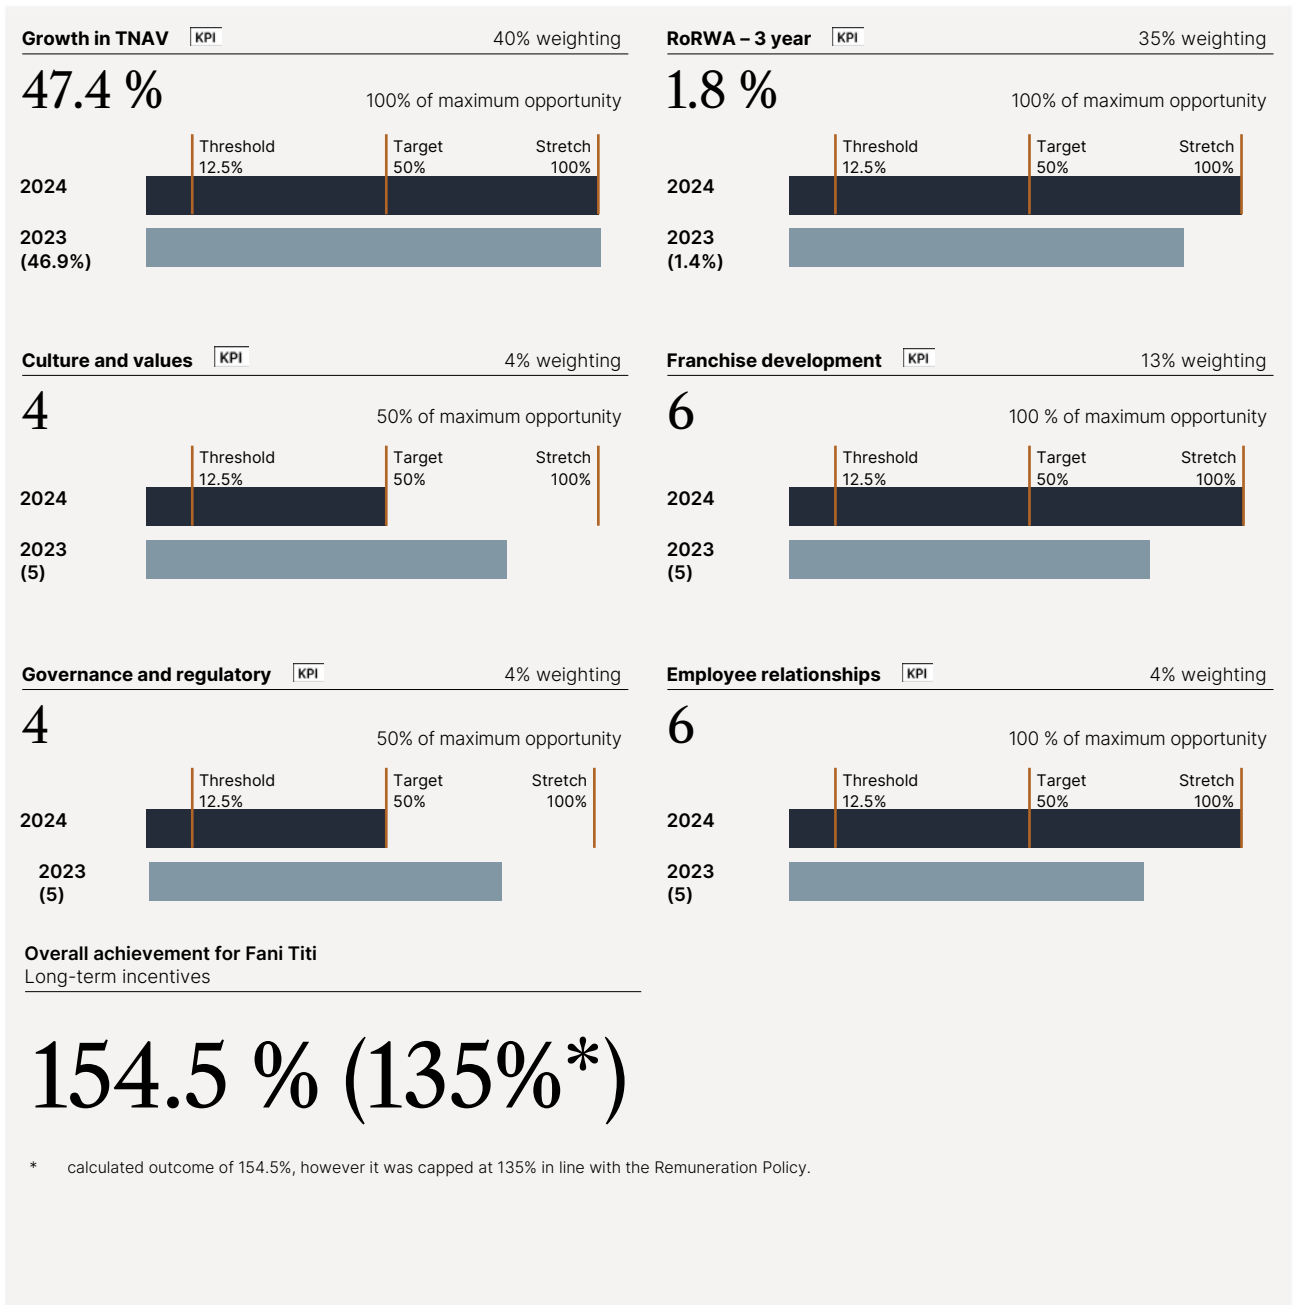 Growth in TNAV KPI 40% weighting
47.4 %
100% of maximum opportunity
Threshold Target Stretch
12.5% 50% 100%
2024
2023
(46.9%)
RoRWA – 3 year KPI 35% weighting
1.8 %
100% of maximum opportunity
Threshold Target Stretch
12.5% 50% 100%
2024
2023
(1.4%)
Culture and values KPI 4% weighting
4
50% of maximum opportunity
Threshold Target Stretch
12.5% 50% 100%
2024
2023
(5)
Franchise development KPI 13% weighting
6
100 % of maximum opportunity
Threshold Target Stretch
12.5% 50% 100%
2024
2023
(5)
Governance and regulatory KPI 4% weighting
4
50% of maximum opportunity
Threshold Target Stretch
12.5% 50% 100%
2024
2023
(5)
Employee relationships KPI 4% weighting
6
100 % of maximum opportunity
Threshold Target Stretch
12.5% 50% 100%
2024
2023
(5)
Overall achievement for Fani Titi
Long-term incentives
154.5 % (135%*)
* calculated outcome of 154.5%, however it was capped at 135% in line with the Remuneration Policy.